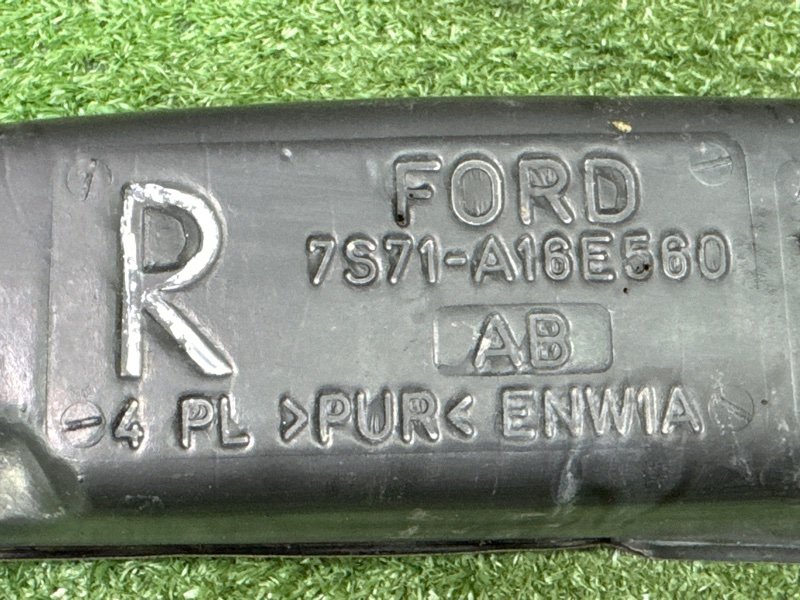 R
FORD
7S71-A16E560
AB
4 PL >PUR< ENW1A